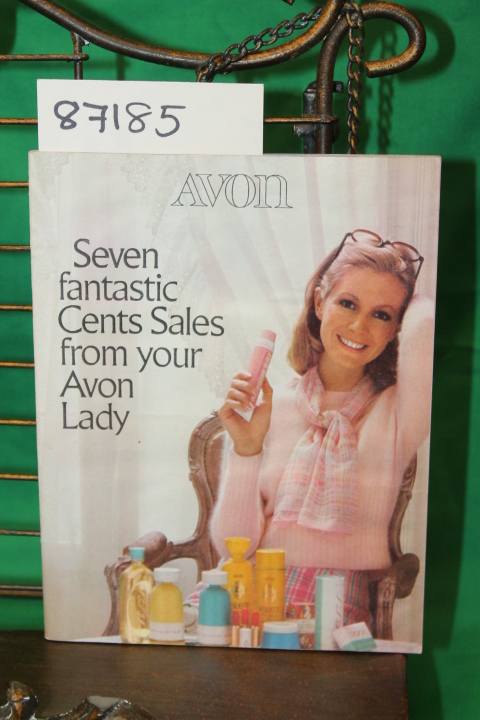 87185
AVON
Seven
fantastic
Cents Sales
from your
Avon
Lady